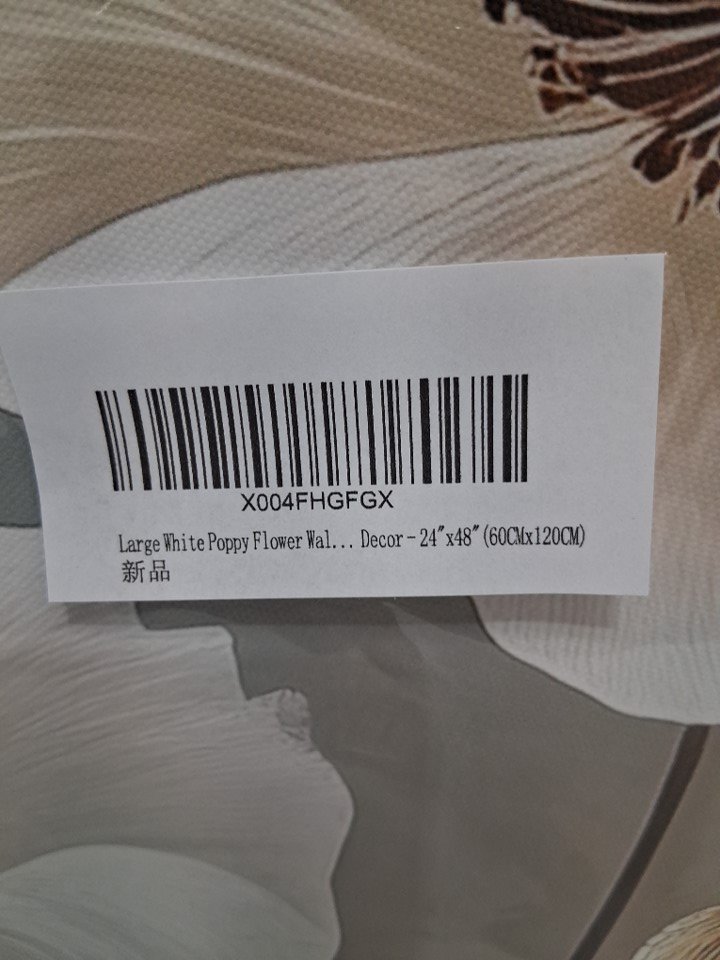 X004FHGFGX
Large White Poppy Flower Wal... Decor - 24"x48"(60CMx120CM)
新品